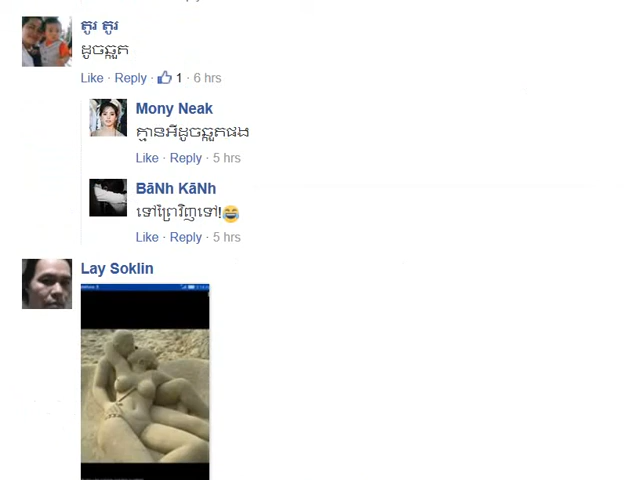 តូរ តូរ
ដូចឆ្កួត
Like · Reply · 1 · 6 hrs
Mony Neak
គ្មានអីដូចឆ្កួតផង
Like · Reply · 5 hrs
BāNh KāNh
ទៅព្រៃវិញទៅ!😂
Like · Reply · 5 hrs
Lay Soklin